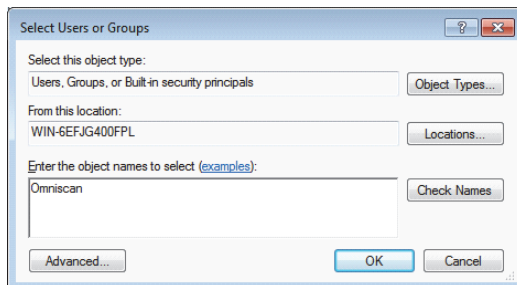 Select Users or Groups
Select this object type:
Users, Groups, or Built-in security principals
Object Types...
From this location:
WIN-6EFJG400FPL
Locations...
Enter the object names to select (examples):
Omniscan
Check Names
Advanced...
OK
Cancel